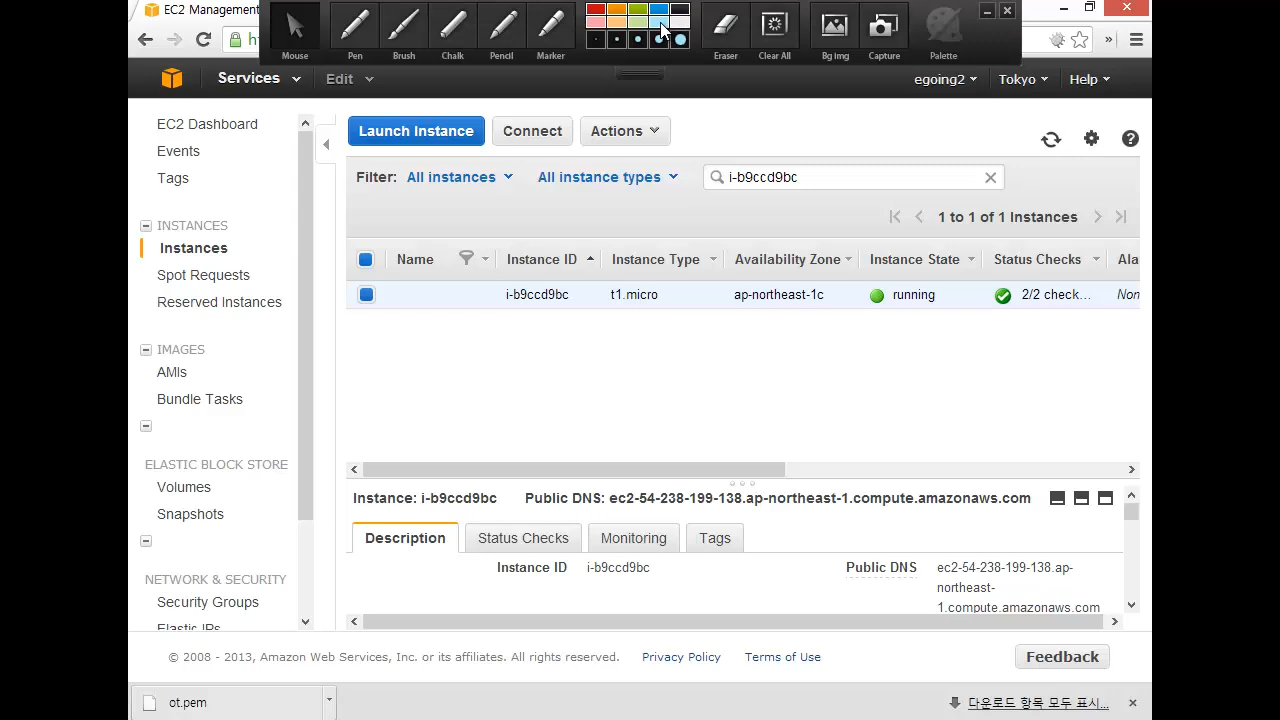 EC2 Management
Mouse
Pen
Brush
Chalk
Pencil
Marker
Eraser
Clear All
Bg img
Capture
Palette
»
Services
Edit
egoing2
Tokyo
Help
EC2 Dashboard
Events
Tags
INSTANCES
Instances
Spot Requests
Reserved Instances
IMAGES
AMIs
Bundle Tasks
ELASTIC BLOCK STORE
Volumes
Snapshots
NETWORK & SECURITY
Security Groups
Elastic IPs
Launch Instance
Connect
Actions
Filter: All instances All instance types i-b9ccd9bc
1 to 1 of 1 Instances
Name Instance ID Instance Type Availability Zone Instance State Status Checks Ala
i-b9ccd9bc t1.micro ap-northeast-1c running 2/2 check... Non
Instance: i-b9ccd9bc Public DNS: ec2-54-238-199-138.ap-northeast-1.compute.amazonaws.com
Description Status Checks Monitoring Tags
Instance ID i-b9ccd9bc Public DNS ec2-54-238-199-138.ap-
northeast-
1.compute.amazonaws.com
© 2008 - 2013, Amazon Web Services, Inc. or its affiliates. All rights reserved. Privacy Policy Terms of Use Feedback
ot.pem
다운로드 항목 모두 표시...